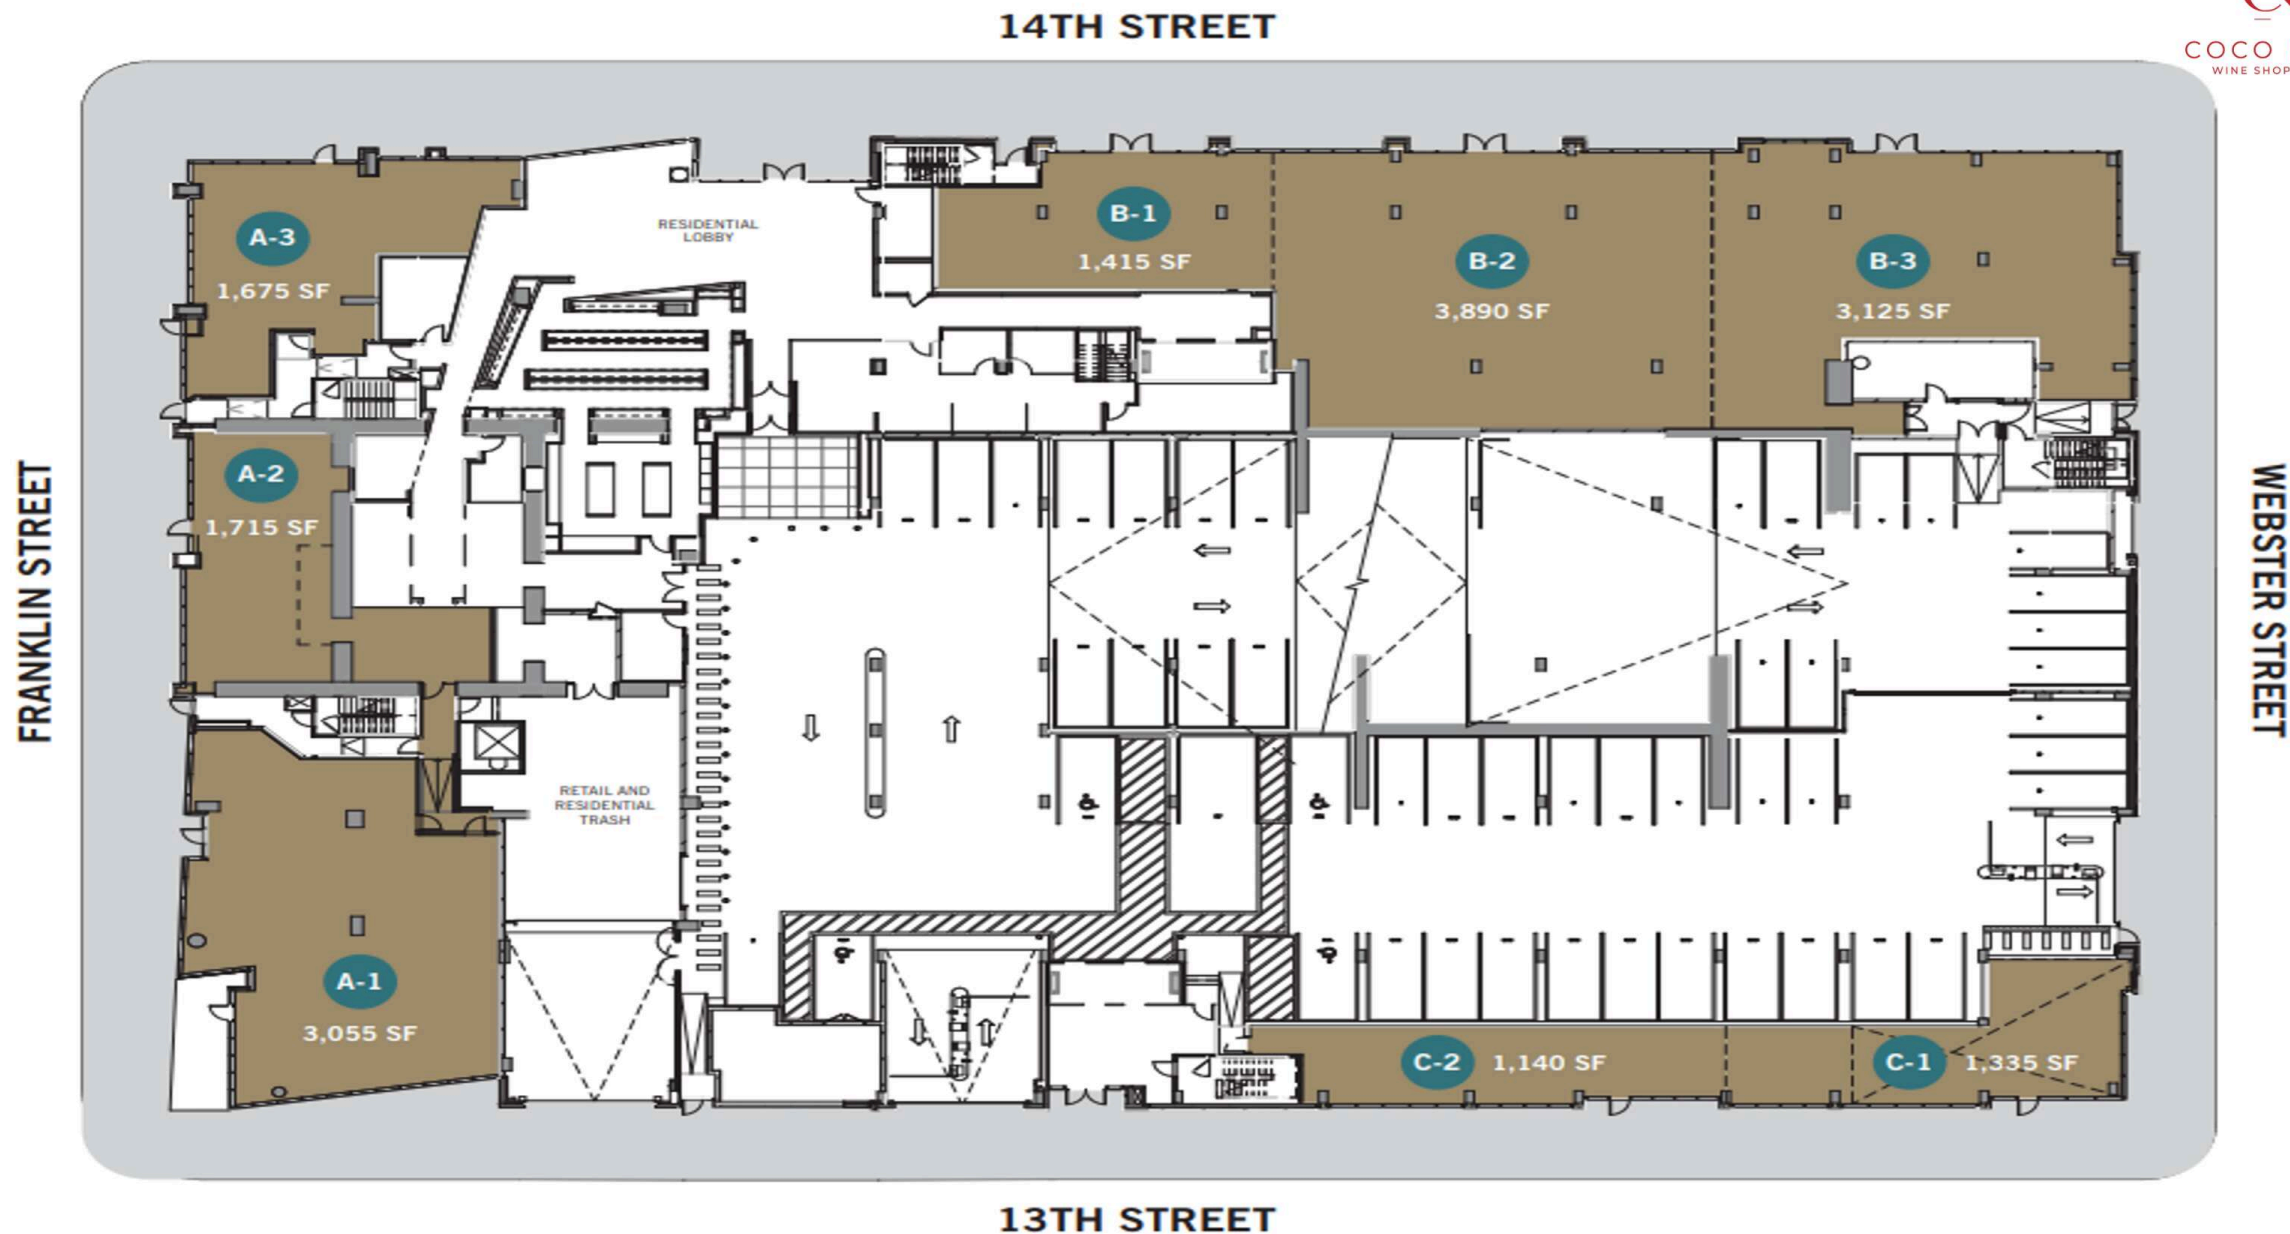 14TH STREET
COCO
WINE SHOP
A-3
1,675 SF
RESIDENTIAL
LOBBY
B-1
1,415 SF
B-2
3,890 SF
B-3
3,125 SF
FRANKLIN STREET
A-2
1,715 SF
WEBSTER STREET
RETAIL AND
RESIDENTIAL
TRASH
A-1
3,055 SF
C-2 1,140 SF
C-1 1,335 SF
13TH STREET